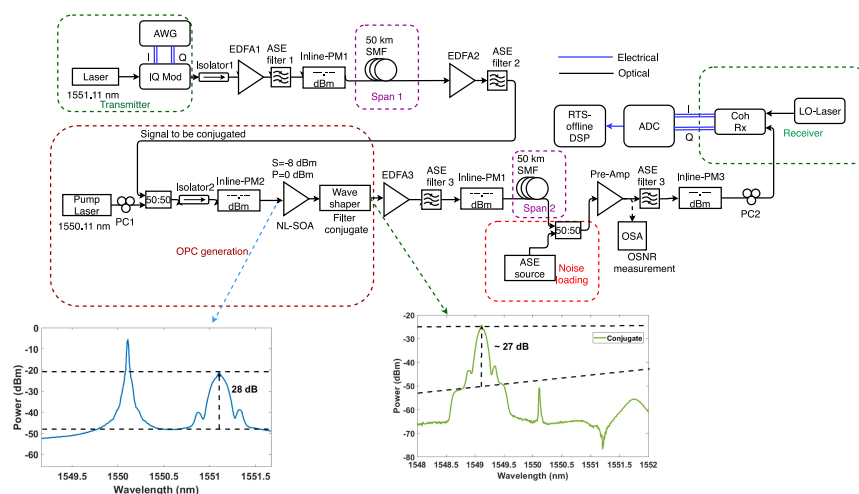 AWG
I
Q
Laser
1551.11 nm
IQ Mod
Transmitter
Isolator1
EDFA1
ASE
filter 1
Inline-PM1
dBm
50 km
SMF
Span 1
EDFA2
ASE
filter 2
Electrical
Optical
RTS-
offline
DSP
ADC
I
Q
Coh
Rx
LO-Laser
Receiver
Signal to be conjugated
Pump
Laser
1550.11 nm
PC1
50:50
Isolator2
Inline-PM2
dBm
S=-8 dBm
P=0 dBm
NL-SOA
Wave
shaper
Filter
conjugate
OPC generation
EDFA3
ASE
filter 3
Inline-PM1
dBm
50 km
SMF
Span 2
50:50
ASE
source
Noise
loading
Pre-Amp
ASE
filter 3
OSA
OSNR
measurement
Inline-PM3
dBm
PC2
0
-10
-20
-30
-40
-50
-60
Power (dBm)
28 dB
1549.5
1550
1550.5
1551
1551.5
Wavelength (nm)
-20
-30
-40
-50
-60
-70
-80
Power (dBm)
~ 27 dB
Conjugate
1548
1548.5
1549
1549.5
1550
1550.5
1551
1551.5
1552
Wavelength (nm)